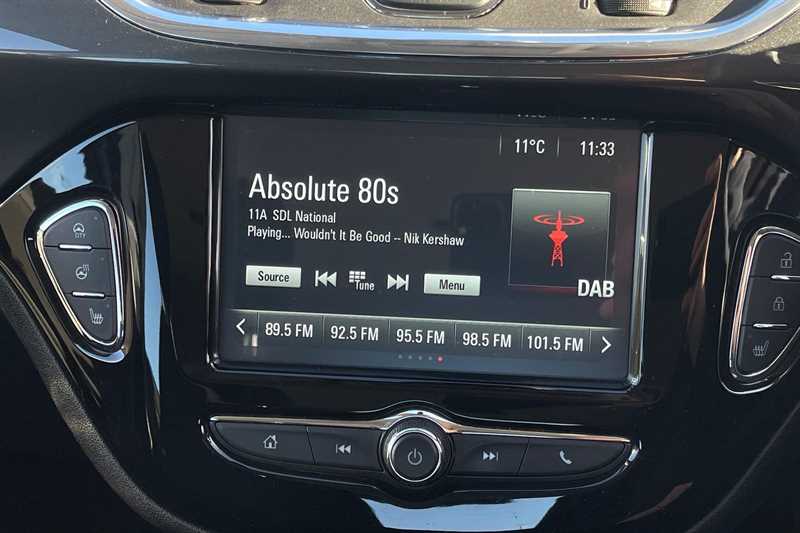 11°C 11:33
Absolute 80s
11A SDL National
Playing... Wouldn't It Be Good -- Nik Kershaw
Source Tune Menu
DAB
89.5 FM 92.5 FM 95.5 FM 98.5 FM 101.5 FM
CITY